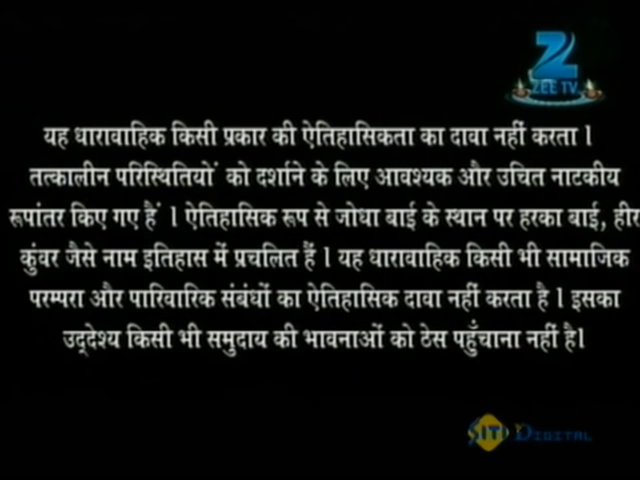 Z
ZEE TV
यह धारावाहिक किसी प्रकार की ऐतिहासिकता का दावा नहीं करता ।
तत्कालीन परिस्थितियों को दर्शाने के लिए आवश्यक और उचित नाटकीय
रूपांतर किए गए हैं । ऐतिहासिक रूप से जोधा बाई के स्थान पर हरका बाई, हीर
कुंवर जैसे नाम इतिहास में प्रचलित हैं । यह धारावाहिक किसी भी सामाजिक
परम्परा और पारिवारिक संबंधों का ऐतिहासिक दावा नहीं करता है । इसका
उद्देश्य किसी भी समुदाय की भावनाओं को ठेस पहुँचाना नहीं है।
SITI DIGITAL